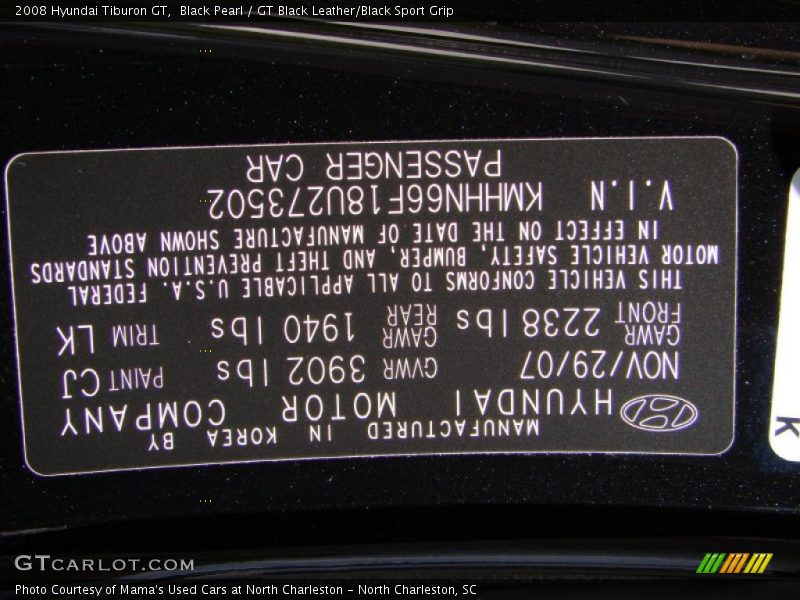 2008 Hyundai Tiburon GT,  Black Pearl / GT Black Leather/Black Sport Grip
MANUFACTURED IN KOREA BY
HYUNDAI MOTOR COMPANY
NOV/29/07 GVWR 3902 lbs PAINT CJ
GAWR FRONT 2238 lbs GAWR REAR 1940 lbs TRIM LK
THIS VEHICLE CONFORMS TO ALL APPLICABLE U.S.A. FEDERAL
MOTOR VEHICLE SAFETY, BUMPER, AND THEFT PREVENTION STANDARDS
IN EFFECT ON THE DATE OF MANUFACTURE SHOWN ABOVE
V.I.N KMHHN66F18U273502
PASSENGER CAR
K
GTCARLOT.COM
Photo Courtesy of Mama's Used Cars at North Charleston - North Charleston, SC